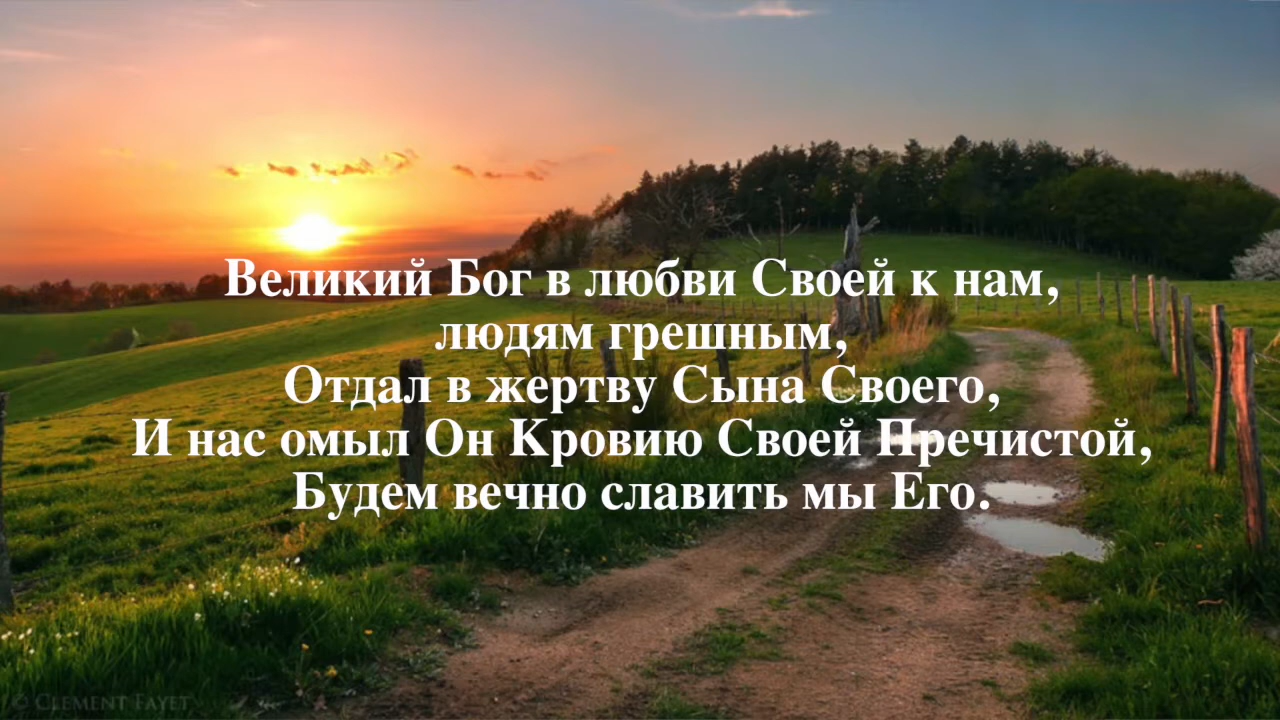 Великий Бог в любви Своей к нам,
людям грешным,
Отдал в жертву Сына Своего,
И нас омыл Он Кровию Своей Пречистой,
Будем вечно славить мы Его.
© CLEMENT FAYET